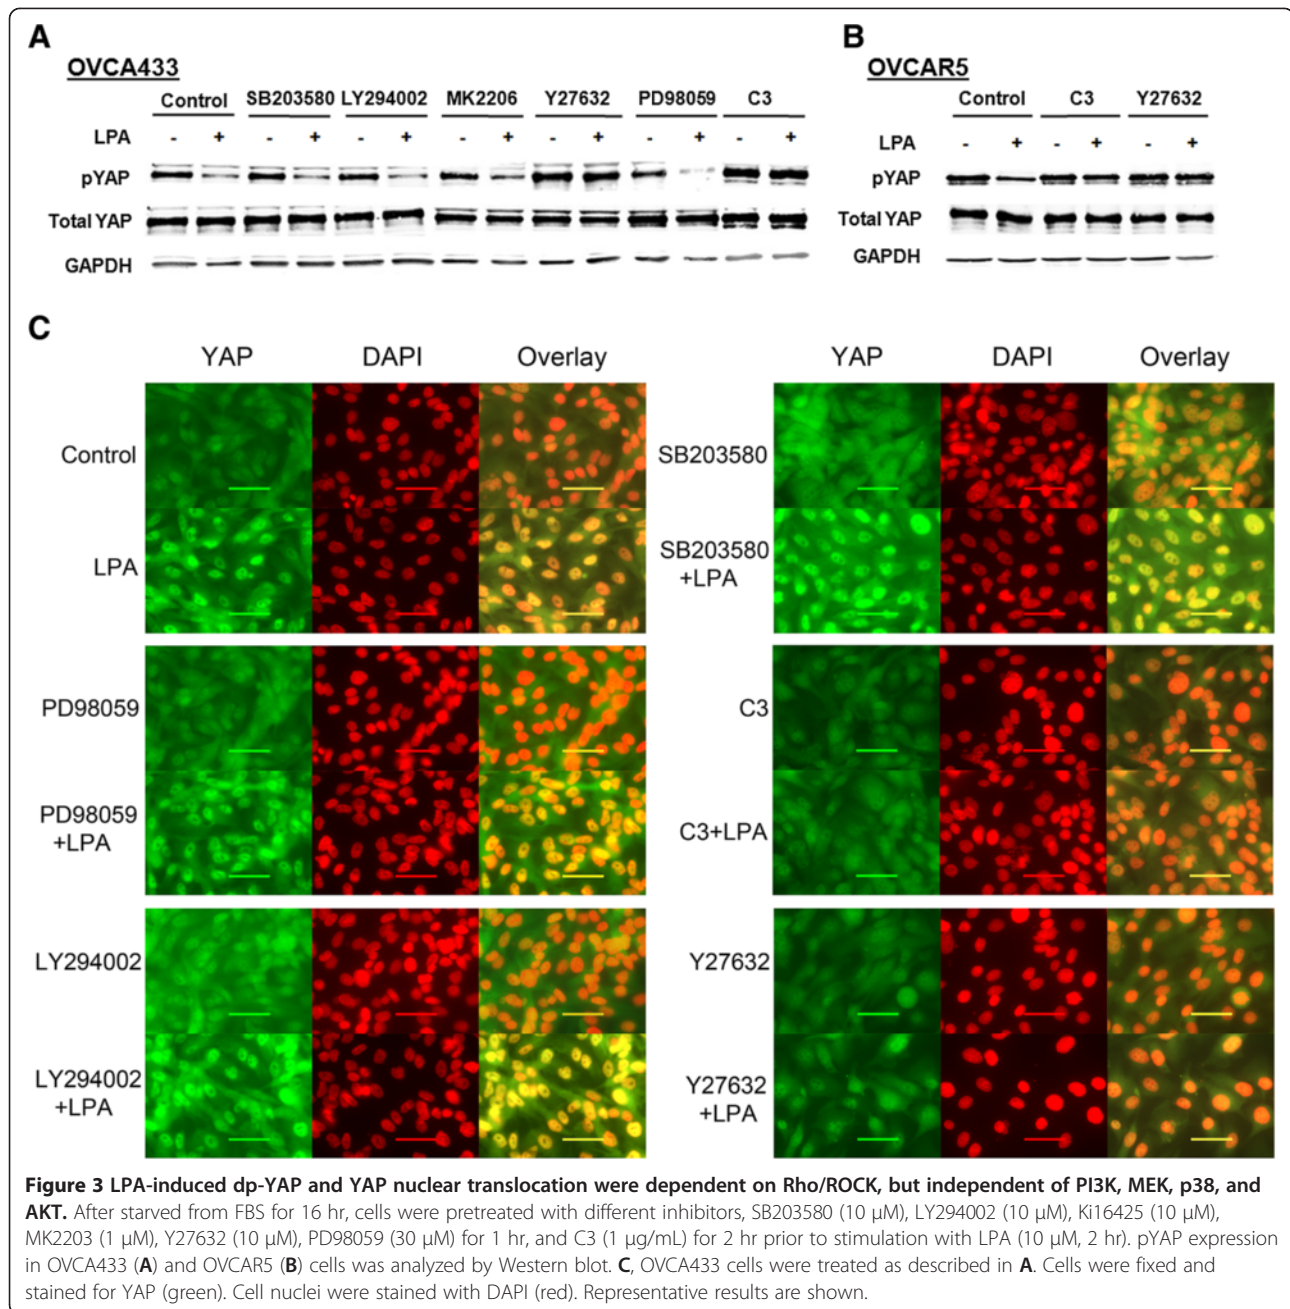 A
OVCA433
Control SB203580 LY294002 MK2206 Y27632 PD98059 C3
LPA - + - + - + - + - + - + - +
pYAP
Total YAP
GAPDH
B
OVCAR5
Control C3 Y27632
LPA - + - + - +
pYAP
Total YAP
GAPDH
C
YAP DAPI Overlay
Control
LPA
PD98059
PD98059
+LPA
LY294002
LY294002
+LPA
YAP DAPI Overlay
SB203580
SB203580
+LPA
C3
C3+LPA
Y27632
Y27632
+LPA
Figure 3 LPA-induced dp-YAP and YAP nuclear translocation were dependent on Rho/ROCK, but independent of PI3K, MEK, p38, and
AKT. After starved from FBS for 16 hr, cells were pretreated with different inhibitors, SB203580 (10 μM), LY294002 (10 μM), Ki16425 (10 μM),
MK2203 (1 μM), Y27632 (10 μM), PD98059 (30 μM) for 1 hr, and C3 (1 μg/mL) for 2 hr prior to stimulation with LPA (10 μM, 2 hr). pYAP expression
in OVCA433 (A) and OVCAR5 (B) cells was analyzed by Western blot. C, OVCA433 cells were treated as described in A. Cells were fixed and
stained for YAP (green). Cell nuclei were stained with DAPI (red). Representative results are shown.